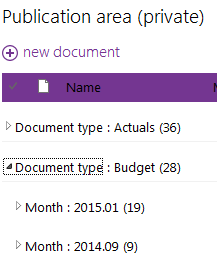 Publication area (private)
new document
Name
Document type : Actuals (36)
Document type : Budget (28)
Month : 2015.01 (19)
Month : 2014.09 (9)